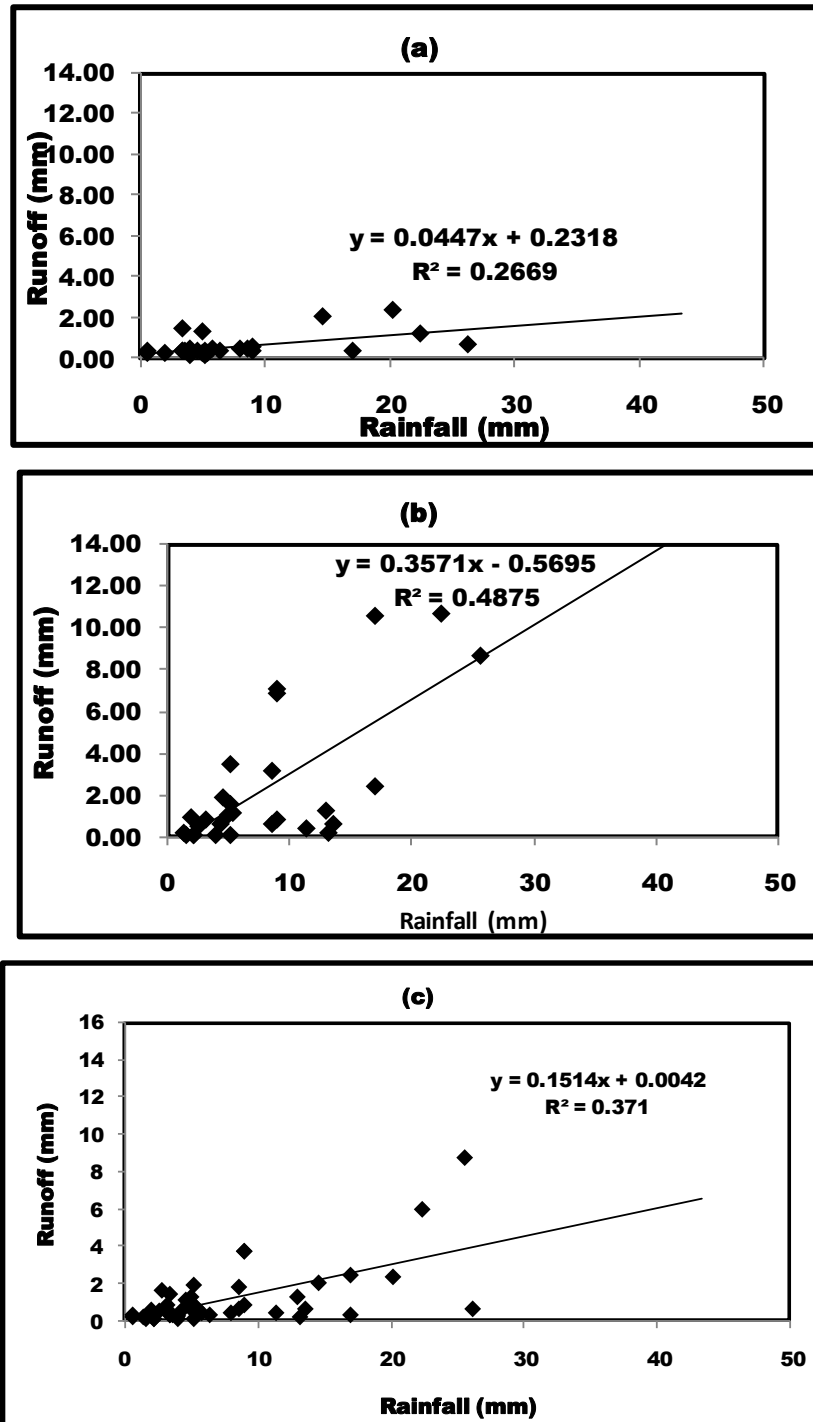 (a)
14.00
12.00
10.00
8.00
6.00
4.00
2.00
0.00
Runoff (mm)
y = 0.0447x + 0.2318
R² = 0.2669
0 10 20 30 40 50
Rainfall (mm)
(b)
14.00
12.00
10.00
8.00
6.00
4.00
2.00
0.00
Runoff (mm)
y = 0.3571x - 0.5695
R² = 0.4875
0 10 20 30 40 50
Rainfall (mm)
(c)
16
14
12
10
8
6
4
2
0
Runoff (mm)
y = 0.1514x + 0.0042
R² = 0.371
0 10 20 30 40 50
Rainfall (mm)